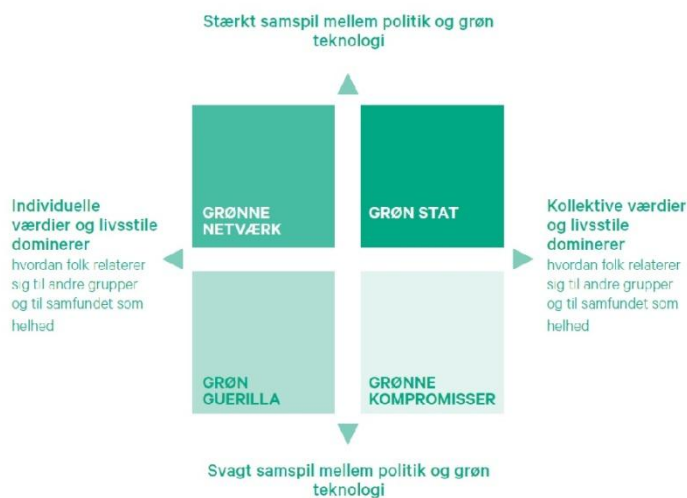 Stærkt samspil mellem politik og grøn
teknologi
Individuelle
værdier og livsstile
dominerer
hvordan folk relaterer
sig til andre grupper
og til samfundet som
helhed
GRØNNE
NETVÆRK
GRØN STAT
Kollektive værdier
og livsstile
dominerer
hvordan folk relaterer
sig til andre grupper
og til samfundet som
helhed
GRØN
GUERILLA
GRØNNE
KOMPROMISSER
Svagt samspil mellem politik og grøn
teknologi